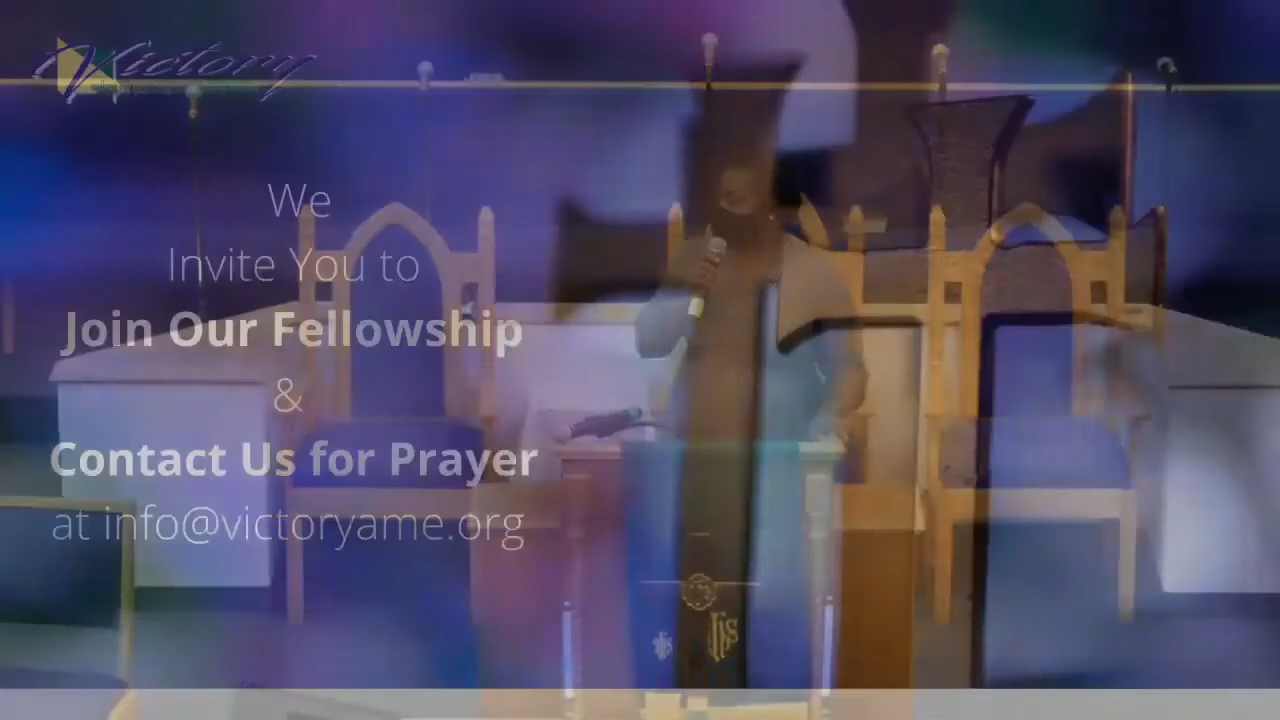 Victory
We
Invite You to
Join Our Fellowship
&
Contact Us for Prayer
at info@victoryame.org